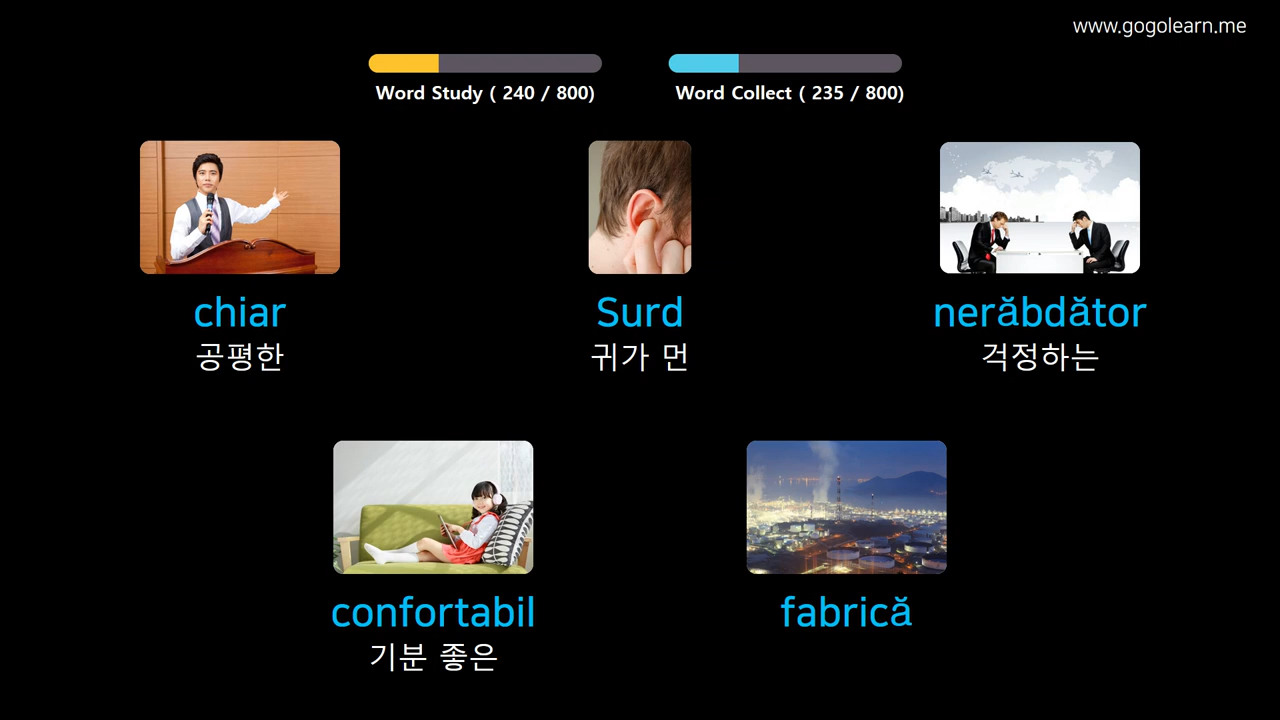 www.gogolearn.me
Word Study ( 240 / 800)
Word Collect ( 235 / 800)
chiar
공평한
Surd
귀가 먼
nerăbdător
걱정하는
confortabil
기분 좋은
fabrică